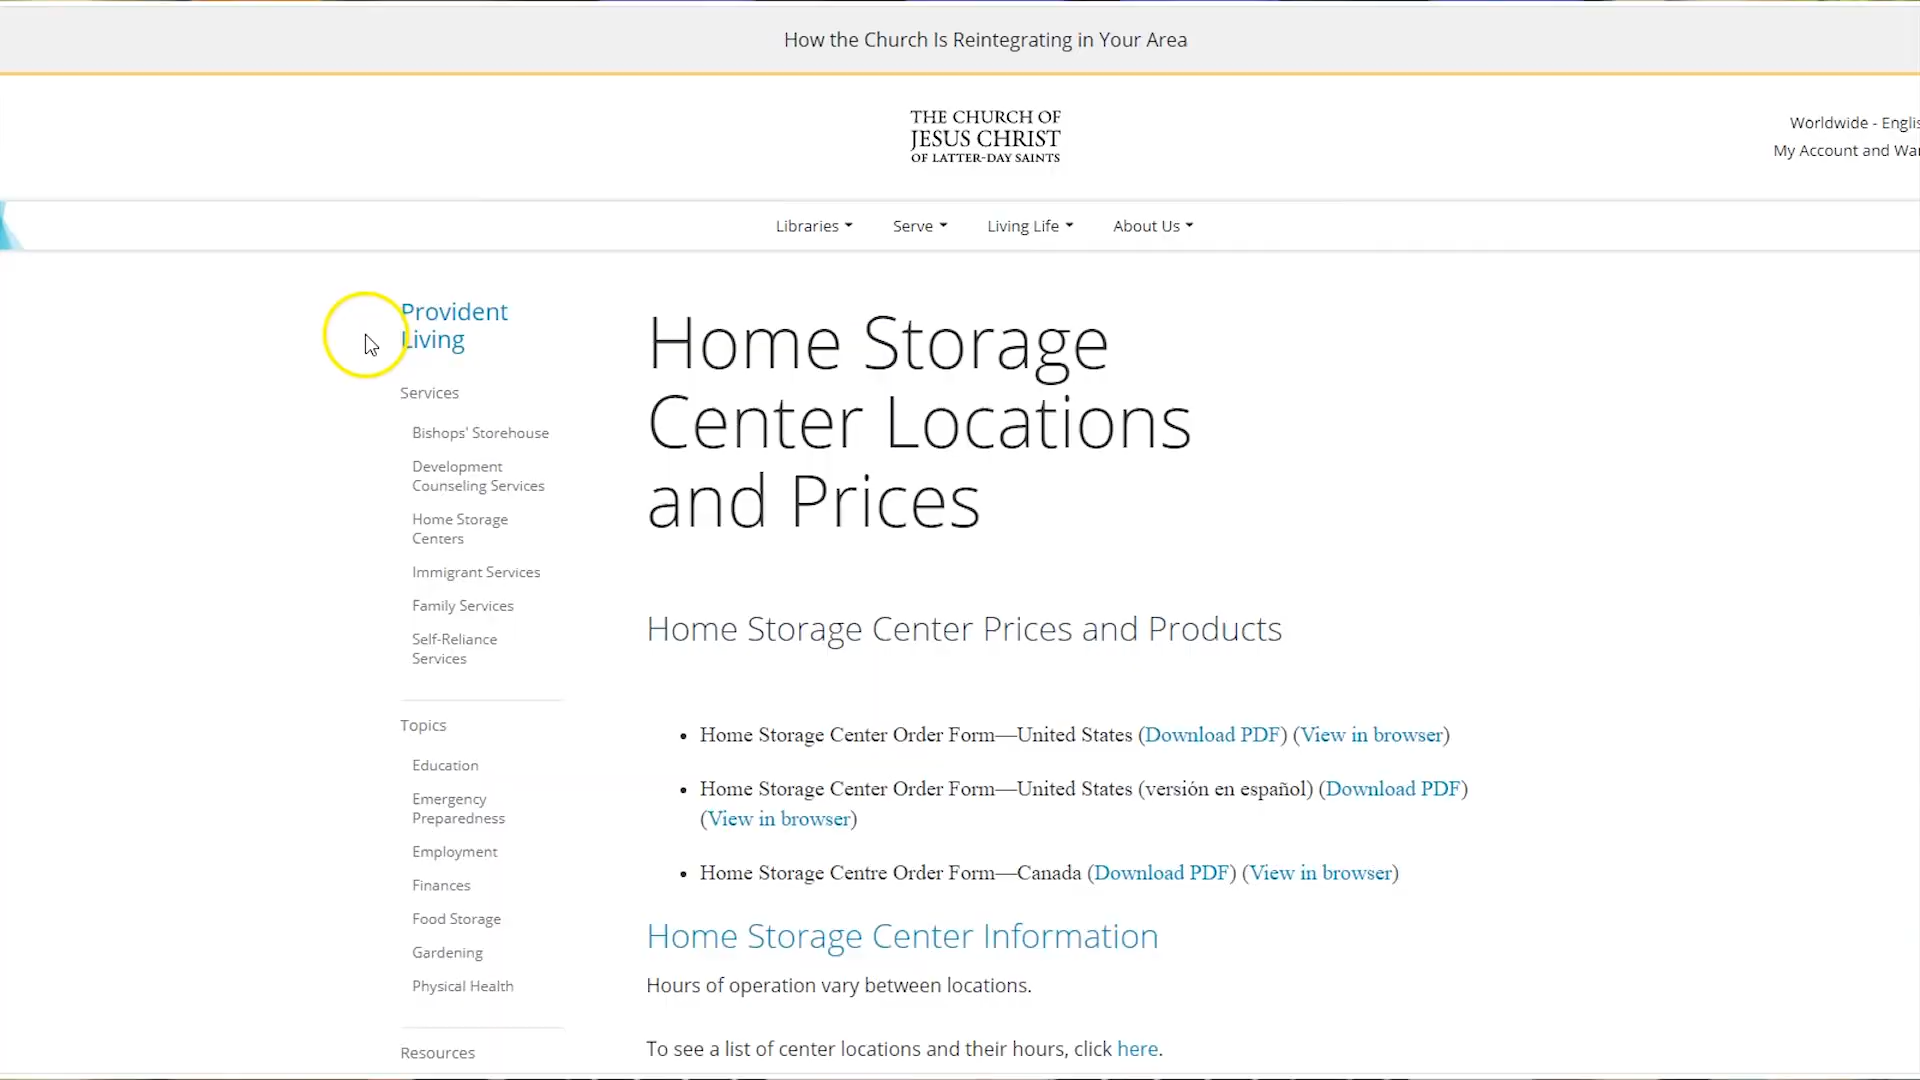 How the Church Is Reintegrating in Your Area
THE CHURCH OF
JESUS CHRIST
OF LATTER-DAY SAINTS
Worldwide - Englis
My Account and War
Libraries
Serve
Living Life
About Us
Provident
Living
Services
Bishops' Storehouse
Development
Counseling Services
Home Storage
Centers
Immigrant Services
Family Services
Self-Reliance
Services
Topics
Education
Emergency
Preparedness
Employment
Finances
Food Storage
Gardening
Physical Health
Resources
Home Storage
Center Locations
and Prices
Home Storage Center Prices and Products
• Home Storage Center Order Form—United States (Download PDF) (View in browser)
• Home Storage Center Order Form—United States (versión en español) (Download PDF)
(View in browser)
• Home Storage Centre Order Form—Canada (Download PDF) (View in browser)
Home Storage Center Information
Hours of operation vary between locations.
To see a list of center locations and their hours, click here.